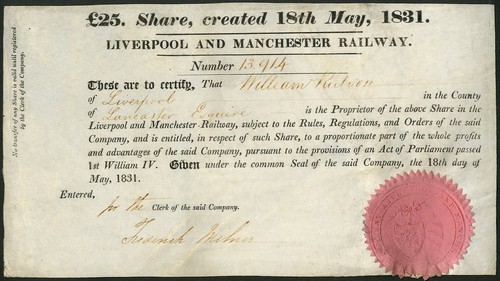 £25. Share, created 18th May, 1831.
LIVERPOOL AND MANCHESTER RAILWAY.
Number 13,914
These are to certify, That William
of Liverpool in the County
of Lancaster Esquire is the Proprietor of the above Share in the
Liverpool and Manchester Railway, subject to the Rules, Regulations, and Orders of the said
Company, and is entitled, in respect of such Share, to a proportionate part of the whole profits
and advantages of the said Company, pursuant to the provisions of an Act of Parliament passed
1st William IV. Given under the common Seal of the said Company, the 18th day of
May, 1831.
Entered,
for the Clerk of the said Company.
Frederick
No transfer of any Share is valid until registered
by the Clerk of the Company.